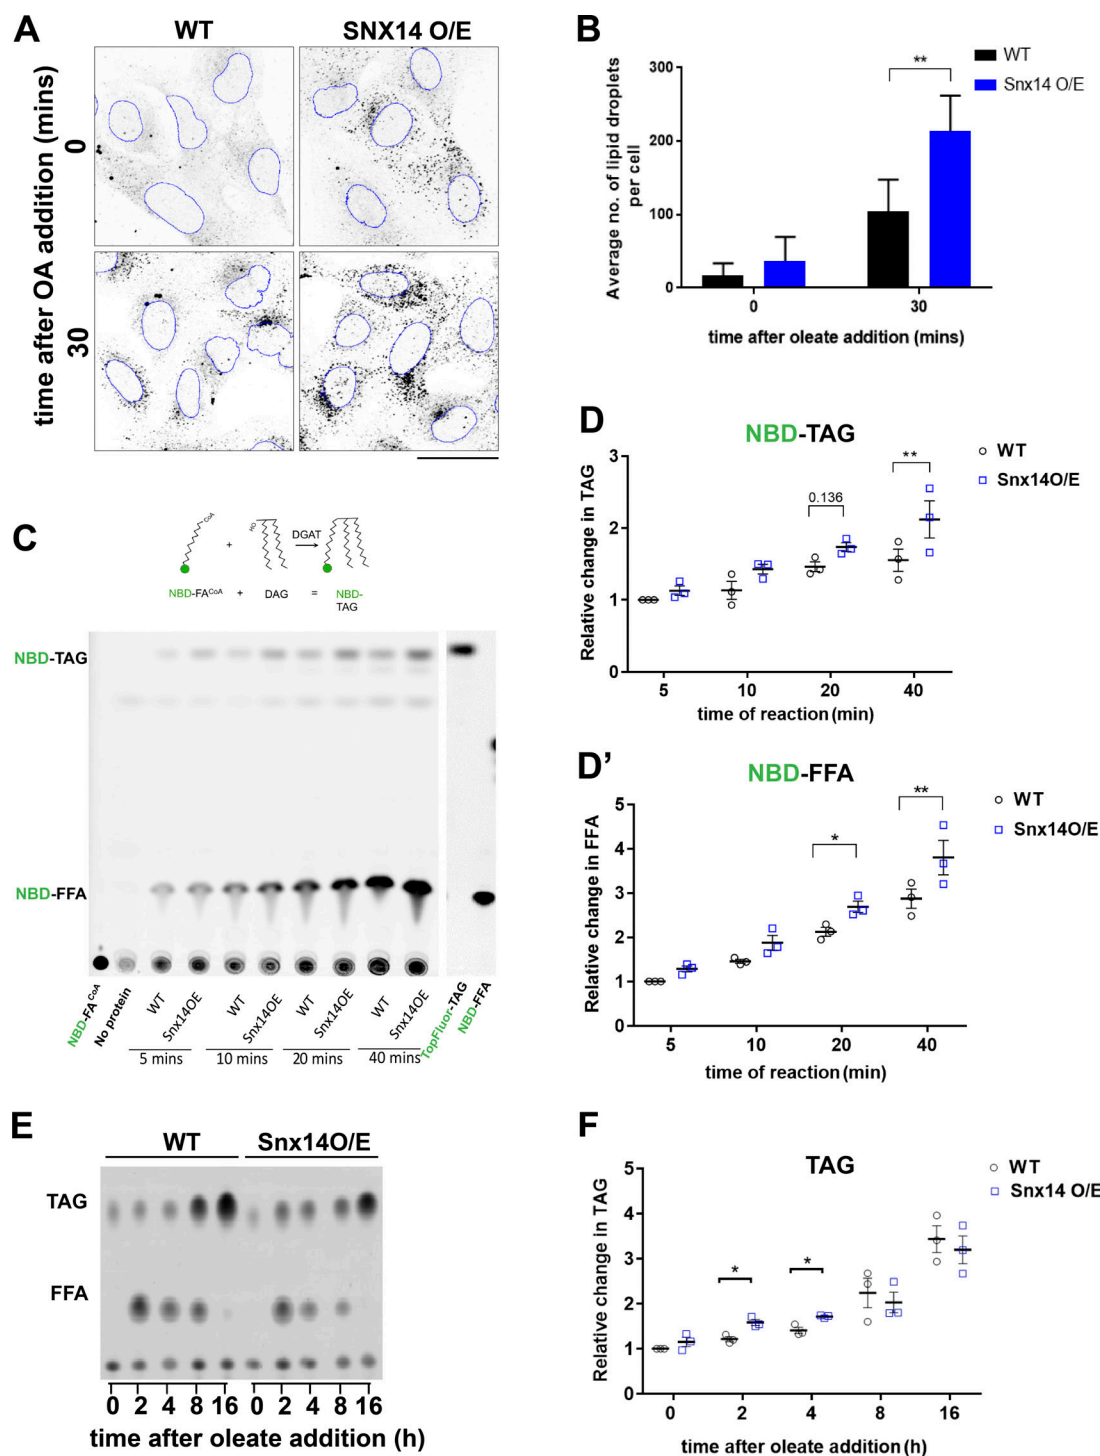 A
WT
SNX14 O/E
time after OA addition (mins)
0
30
B
WT
Snx14 O/E
**
300
200
100
0
Average no. of lipid droplets
per cell
0
30
time after oleate addition (mins)
C
CoA
HO
DGAT
+
NBD-FA^CoA + DAG = NBD-
TAG
NBD-TAG
NBD-FFA
NBD-FA^CoA
No protein
WT
Snx14OE
WT
Snx14OE
WT
Snx14OE
WT
Snx14OE
TopFluor-TAG
NBD-FFA
5 mins
10 mins
20 mins
40 mins
D
NBD-TAG
WT
Snx14O/E
0.136
**
3
2
1
0
Relative change in TAG
5 10 20 40
time of reaction (min)
D'
NBD-FFA
WT
Snx14O/E
*
**
5
4
3
2
1
0
Relative change in FFA
5 10 20 40
time of reaction (min)
E
WT
Snx14O/E
TAG
FFA
0 2 4 8 16 0 2 4 8 16
time after oleate addition (h)
F
TAG
WT
Snx14 O/E
*
*
5
4
3
2
1
0
Relative change in TAG
0 2 4 8 16
time after oleate addition (h)